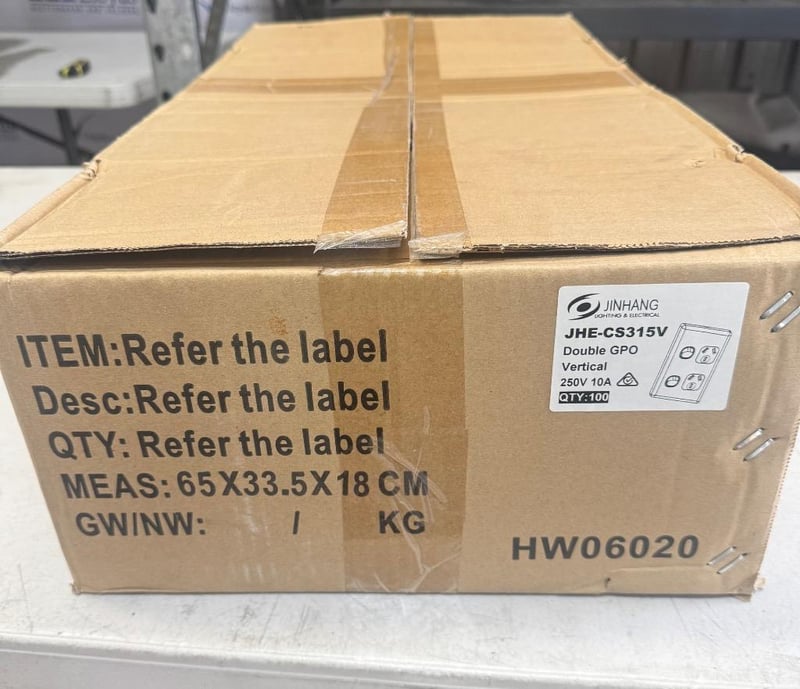 ITEM:Refer the label
Desc:Refer the label
QTY: Refer the label
MEAS: 65X33.5X18 CM
GW/NW: / KG
JINHANG
LIGHTING & ELECTRICAL
JHE-CS315V
Double GPO
Vertical
250V 10A
QTY:100
HW06020